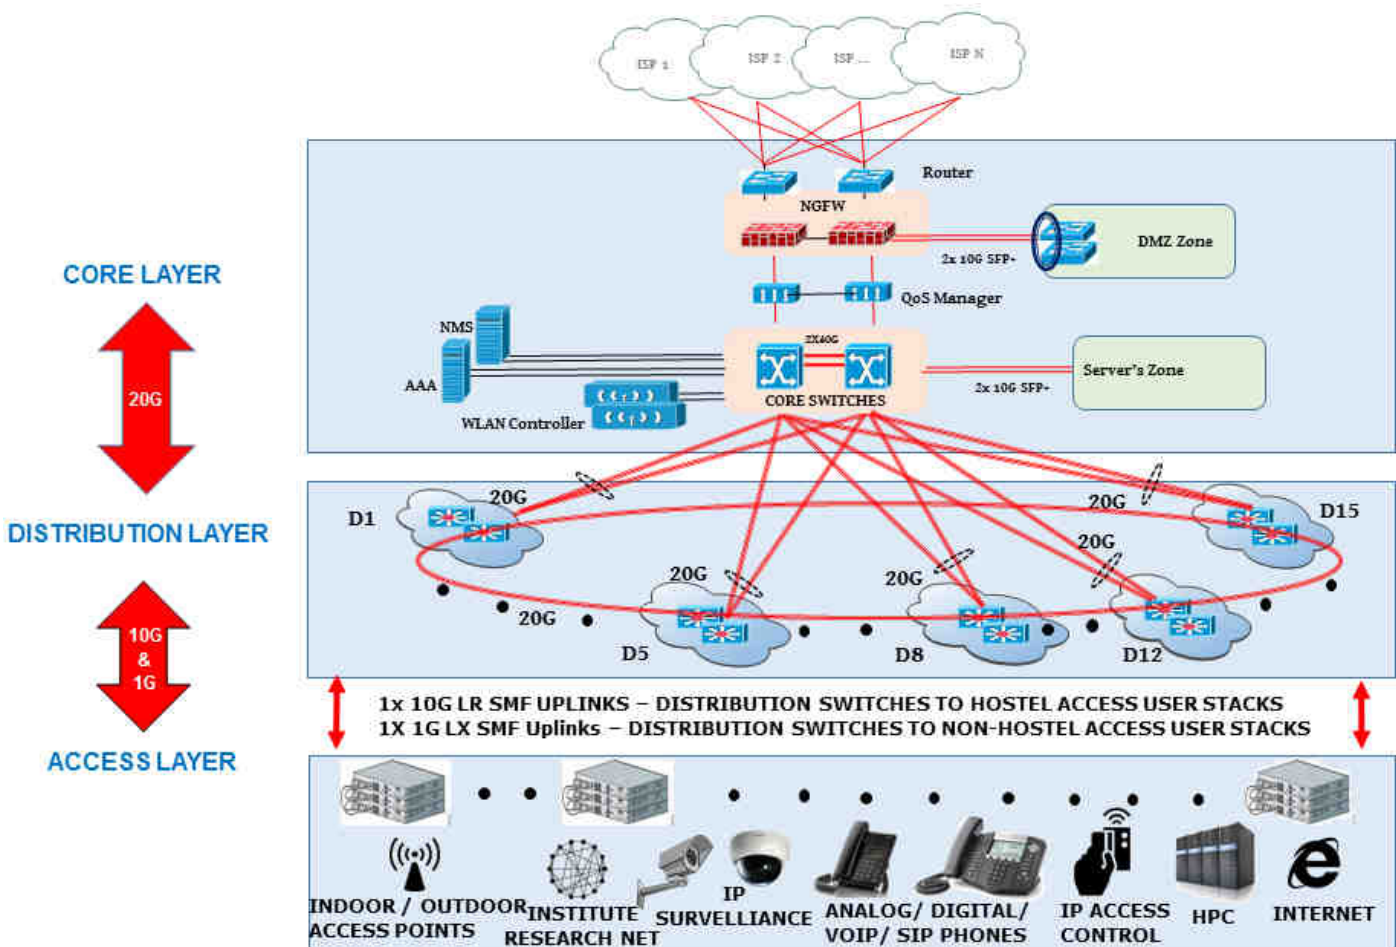 ISP 1
ISP 2
ISP ...
ISP N
Router
NGFW
DMZ Zone
2x 10G SFP+
CORE LAYER
QoS Manager
NMS
2X40G
AAA
Server's Zone
20G
2x 10G SFP+
CORE SWITCHES
WLAN Controller
20G
20G
D1
D15
DISTRIBUTION LAYER
20G
20G
20G
20G
D5
D8
D12
10G
&
1G
1x 10G LR SMF UPLINKS – DISTRIBUTION SWITCHES TO HOSTEL ACCESS USER STACKS
1X 1G LX SMF Uplinks – DISTRIBUTION SWITCHES TO NON-HOSTEL ACCESS USER STACKS
ACCESS LAYER
INDOOR / OUTDOOR
ACCESS POINTS
INSTITUTE
RESEARCH NET
IP
SURVELLIANCE
ANALOG/ DIGITAL/
VOIP/ SIP PHONES
IP ACCESS
CONTROL
HPC
INTERNET